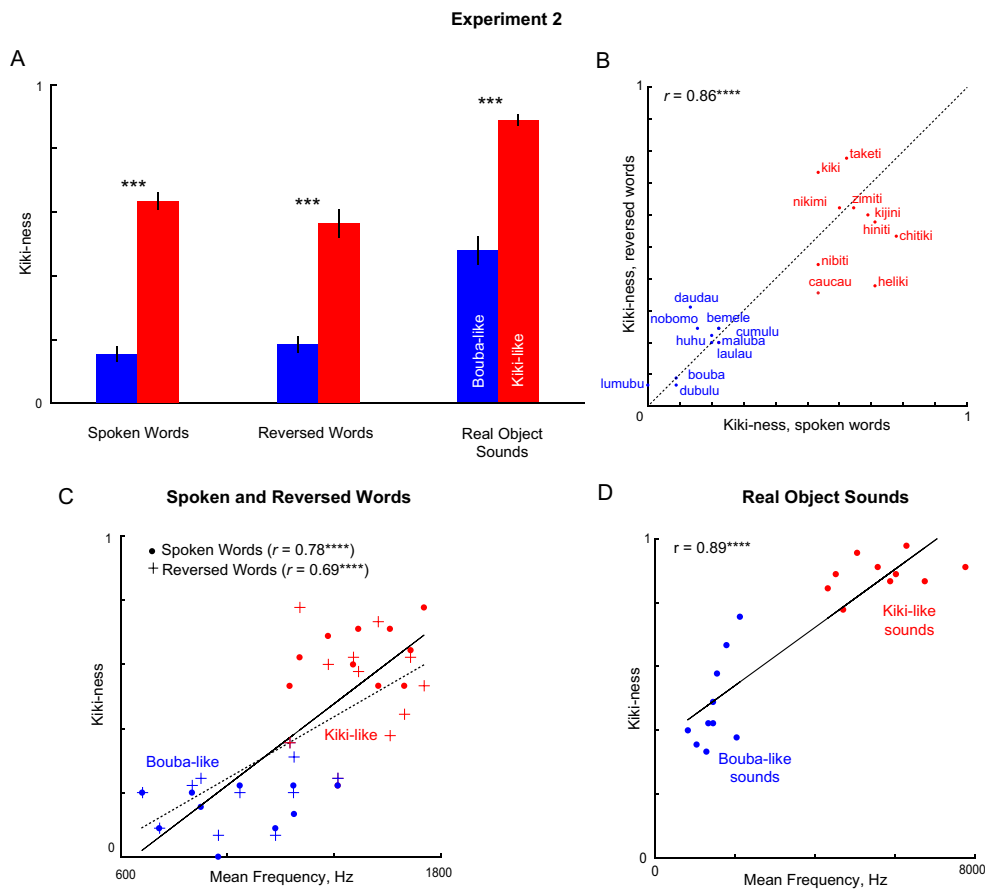 Experiment 2
A
1
Kiki-ness
0
***
***
***
Bouba-like
Kiki-like
Spoken Words
Reversed Words
Real Object
Sounds
B
1
r = 0.86****
Kiki-ness, reversed words
taketi
kiki
nikimi
zimiti
kijini
hiniti
chitiki
nibiti
caucau
heliki
daudau
nobomo
bemele
cumulu
huhu
maluba
laulau
bouba
lumubu
dubulu
0
1
Kiki-ness, spoken words
C
Spoken and Reversed Words
1
Spoken Words (r = 0.78****)
Reversed Words (r = 0.69****)
Kiki-ness
Kiki-like
Bouba-like
0
600
1800
Mean Frequency, Hz
D
Real Object Sounds
1
r = 0.89****
Kiki-ness
Kiki-like
sounds
Bouba-like
sounds
0
0
8000
Mean Frequency, Hz